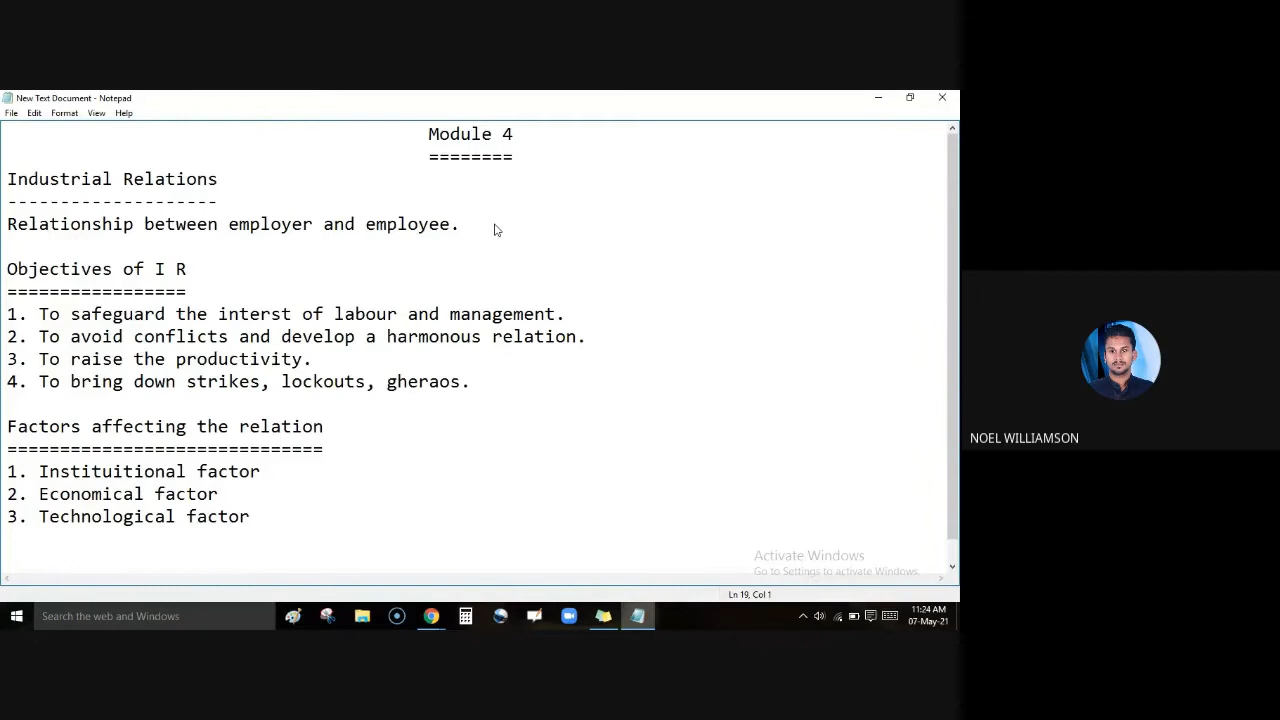 New Text Document - Notepad
File Edit Format View Help
Module 4
========
Industrial Relations
--------------------
Relationship between employer and employee.
Objectives of I R
=================
1. To safeguard the interst of labour and management.
2. To avoid conflicts and develop a harmonous relation.
3. To raise the productivity.
4. To bring down strikes, lockouts, gheraos.
Factors affecting the relation
==============================
1. Instituitional factor
2. Economical factor
3. Technological factor
Activate Windows
Go to Settings to activate Windows.
Ln 19, Col 1
Search the web and Windows
11:24 AM
07-May-21
NOEL WILLIAMSON